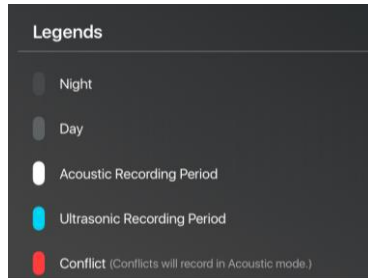 Legends
Night
Day
Acoustic Recording Period
Ultrasonic Recording Period
Conflict (Conflicts will record in Acoustic mode.)